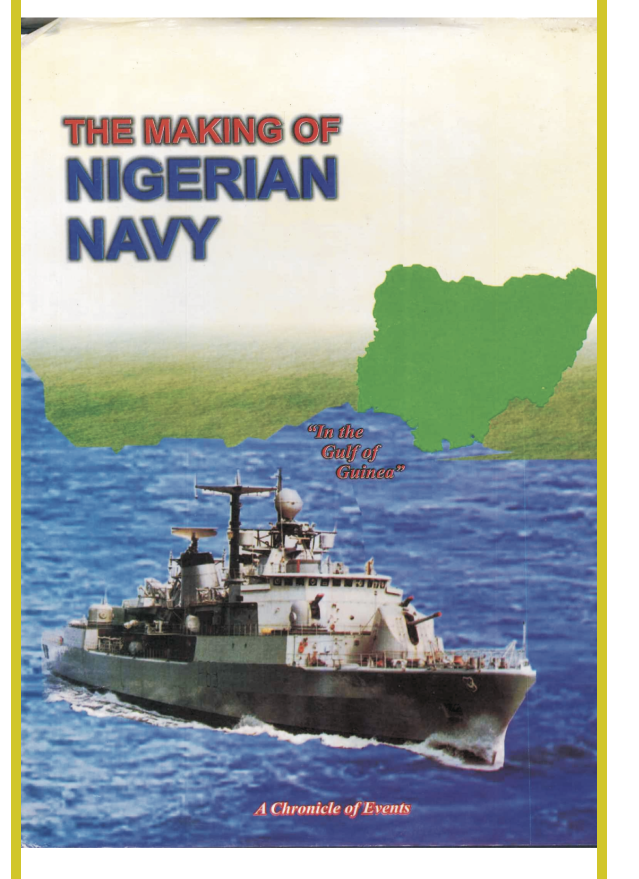 THE MAKING OF
NIGERIAN
NAVY
"In the
Gulf of
Guinea"
A Chronicle of Events